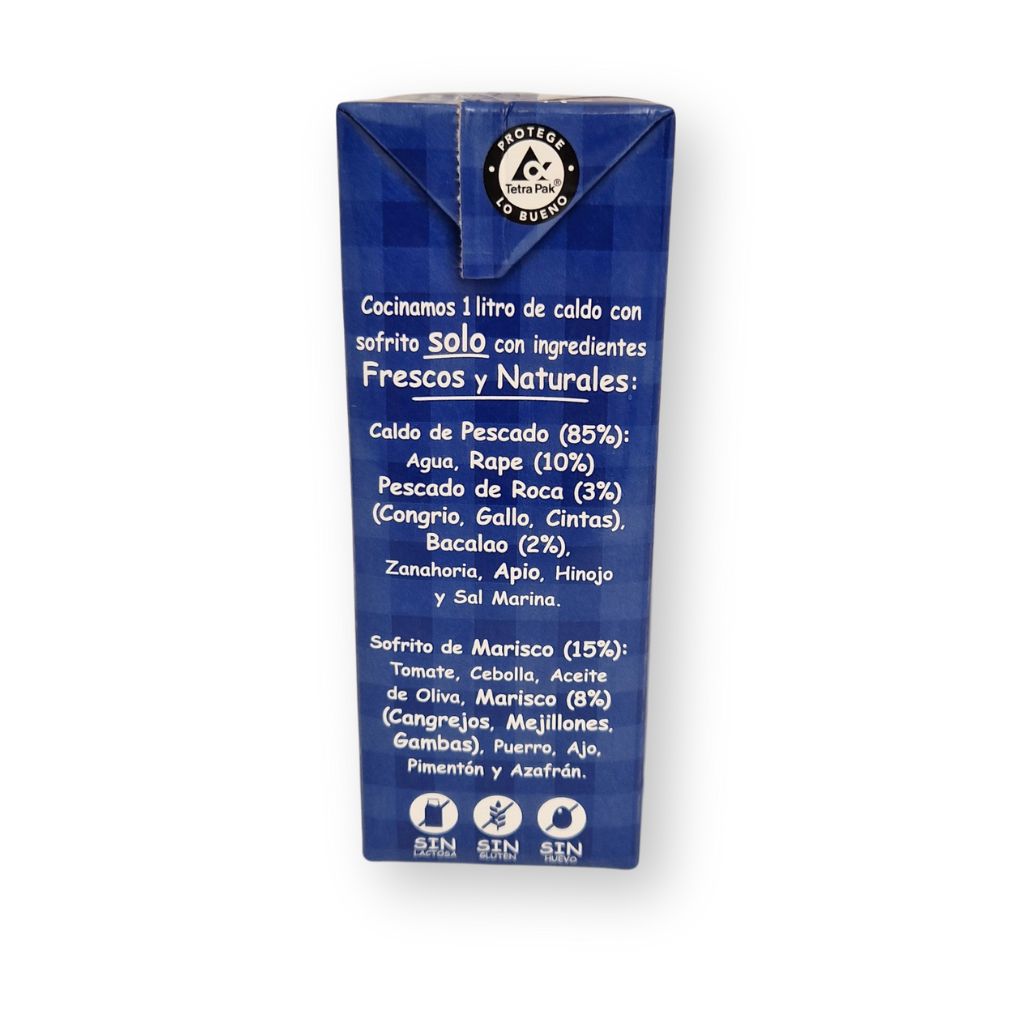 PROTEGE
Tetra Pak®
LO BUENO
Cocinamos 1 litro de caldo con
sofrito solo con ingredientes
Frescos y Naturales:
Caldo de Pescado (85%):
Agua, Rape (10%)
Pescado de Roca (3%)
(Congrio, Gallo, Cintas),
Bacalao (2%),
Zanahoria, Apio, Hinojo
y Sal Marina.
Sofrito de Marisco (15%):
Tomate, Cebolla, Aceite
de Oliva, Marisco (8%)
(Cangrejos, Mejillones,
Gambas), Puerro, Ajo,
Pimentón y Azafrán.
SIN SIN SIN
LACTOSA GLUTEN HUEVO